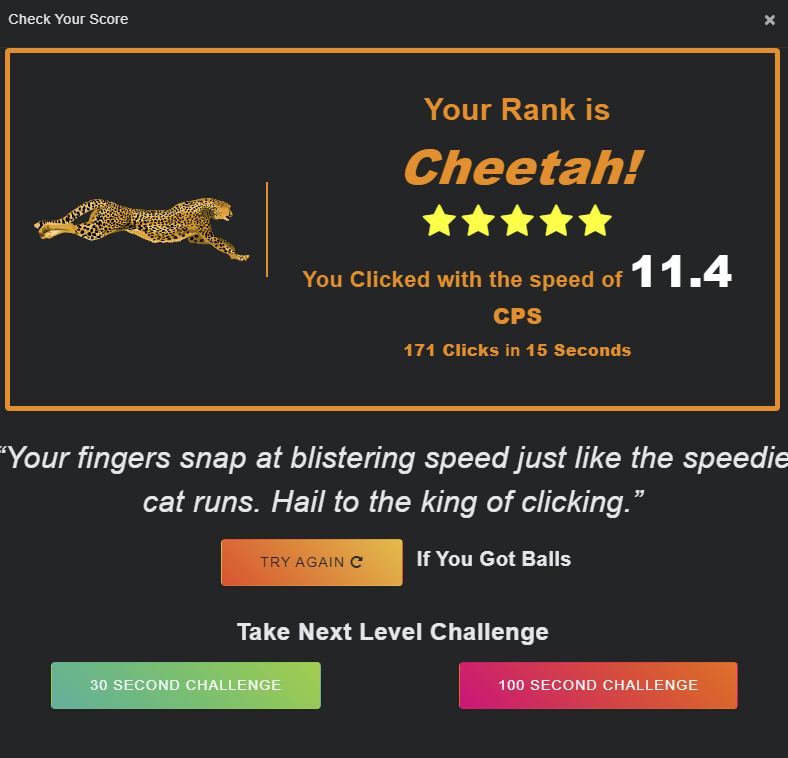 Check Your Score
Your Rank is
Cheetah!
You Clicked with the speed of 11.4
CPS
171 Clicks in 15 Seconds
“Your fingers snap at blistering speed just like the speedie
cat runs. Hail to the king of clicking.”
TRY AGAIN
If You Got Balls
Take Next Level Challenge
30 SECOND CHALLENGE
100 SECOND CHALLENGE